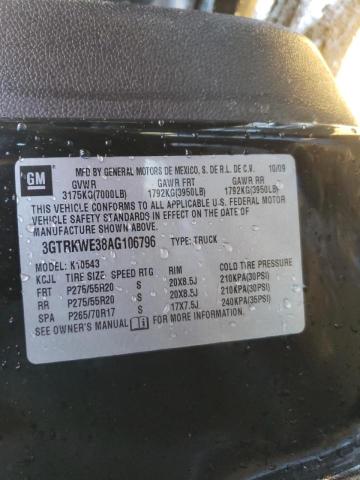 GM
MFD BY GENERAL MOTORS DE MEXICO, S. DE R.L. DE C.V. 10/09
GVWR GAWR FRT GAWR RR
3175KG(7000LB) 1792KG(3950LB) 1792KG(3950LB)
THIS VEHICLE CONFORMS TO ALL APPLICABLE U.S. FEDERAL MOTOR
VEHICLE SAFETY STANDARDS IN EFFECT ON THE DATE OF
MANUFACTURE SHOWN ABOVE.
3GTRKWE38AG106796 TYPE: TRUCK
MODEL: K10543
KCJL TIRE SIZE SPEED RTG RIM COLD TIRE PRESSURE
FRT P275/55R20 S 20X8.5J 210KPA(30PSI)
RR P275/55R20 S 20X8.5J 210KPA(30PSI)
SPA P265/70R17 S 17X7.5J 240KPA(35PSI)
SEE OWNER'S MANUAL FOR MORE INFORMATION.